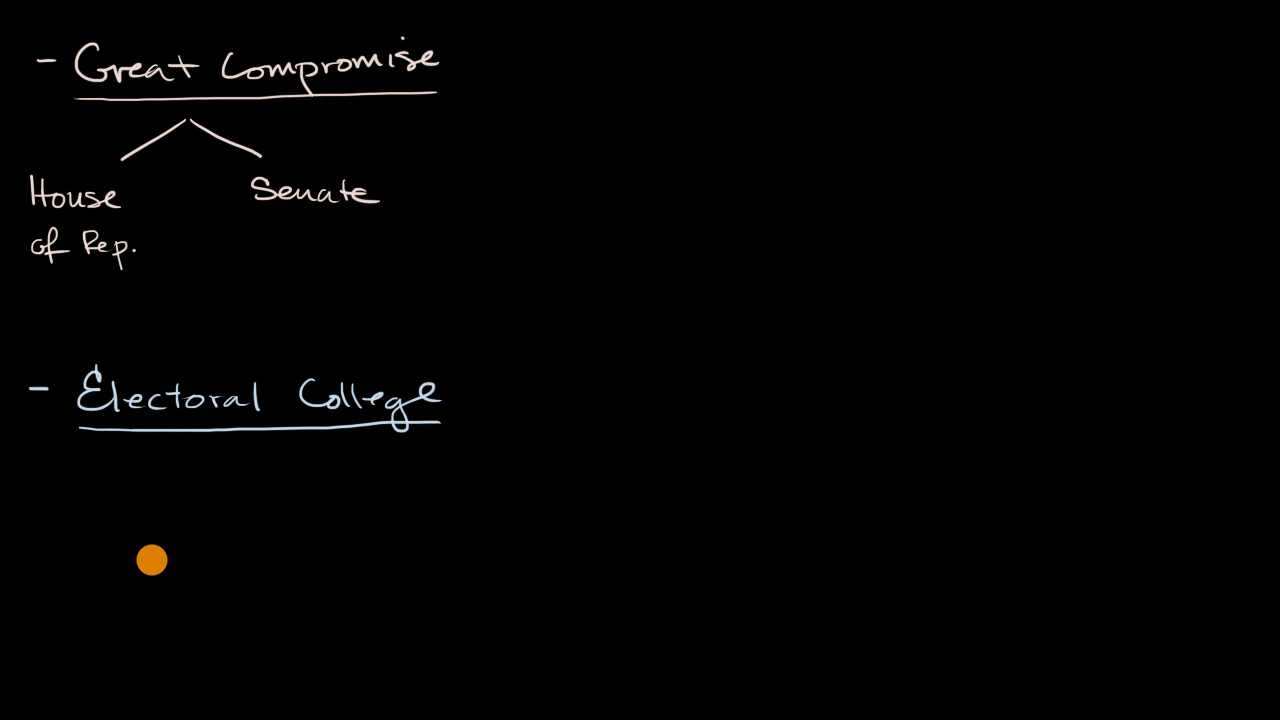 - Great Compromise
House Senate
of Rep.
- Electoral College